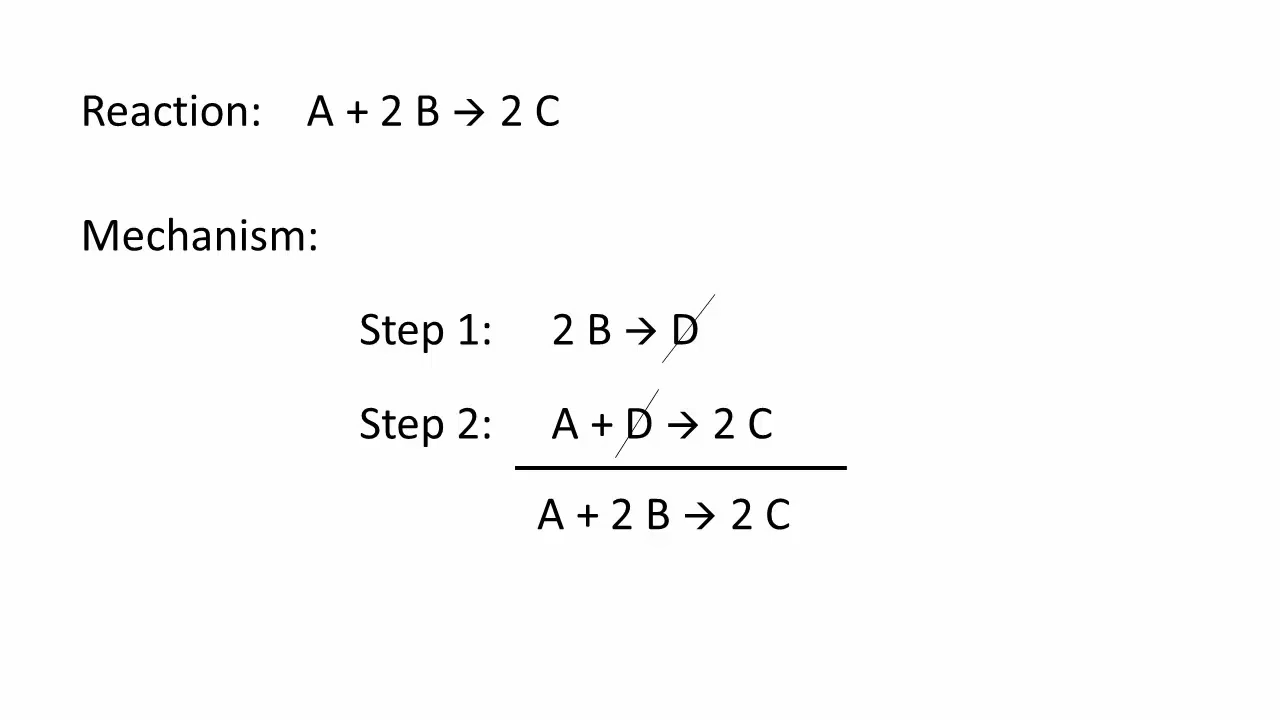 Reaction: A + 2 B → 2 C
Mechanism:
Step 1: 2 B → D
Step 2: A + D → 2 C
A + 2 B → 2 C